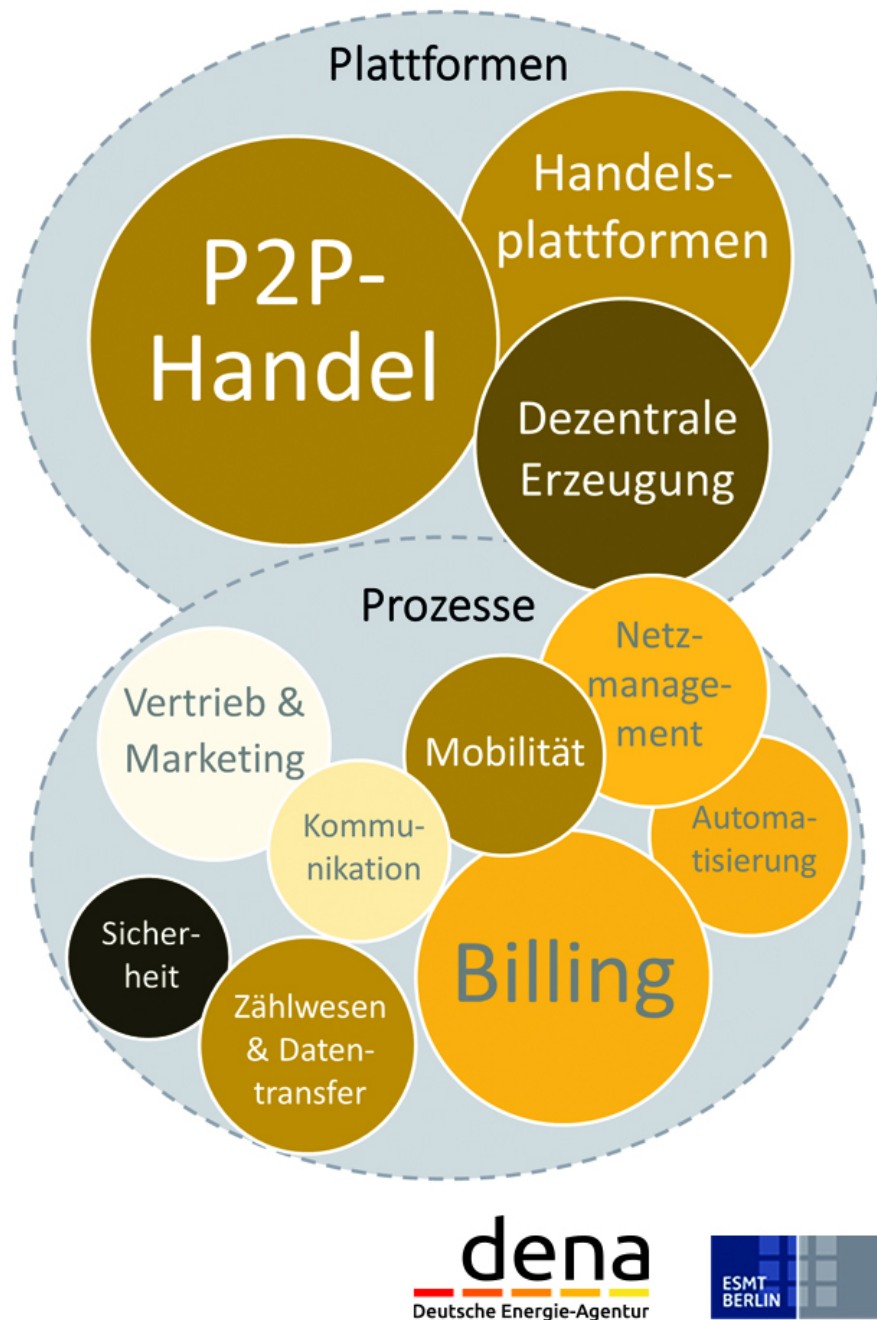 Plattformen
P2P-
Handel
Handels-
plattformen
Dezentrale
Erzeugung
Prozesse
Vertrieb &
Marketing
Mobilität
Netz-
manage-
ment
Kommu-
nikation
Automa-
tisierung
Sicher-
heit
Zählwesen
& Daten-
transfer
Billing
dena
Deutsche Energie-Agentur
ESMT
BERLIN